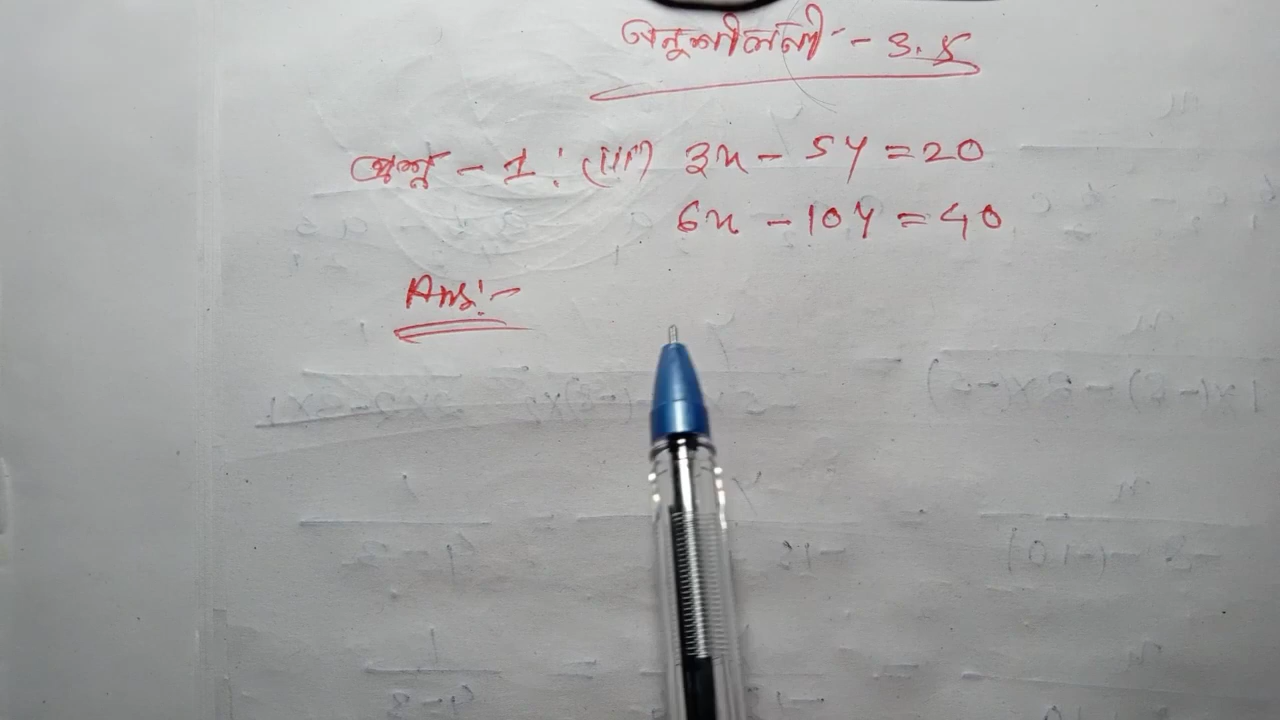 অনুশীলনী - 3.5
প্রশ্ন - 1: (iii) 3x - 5y = 20
6x - 10y = 40
Ans:-